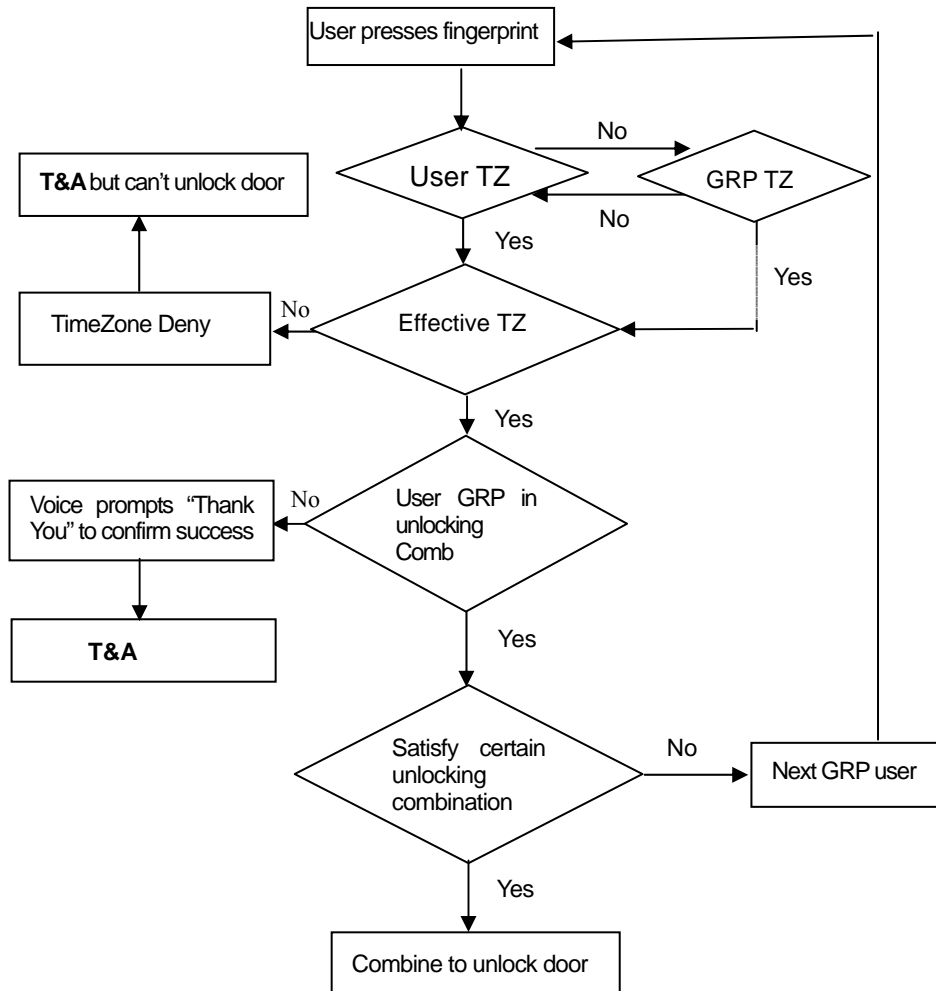 User presses fingerprint
No
User TZ
GRP TZ
No
T&A but can't unlock door
Yes
Yes
TimeZone Deny
No
Effective TZ
Yes
Voice prompts “Thank
You” to confirm success
No
User GRP in
unlocking
Comb
T&A
Yes
Satisfy certain
unlocking
combination
No
Next GRP user
Yes
Combine to unlock door